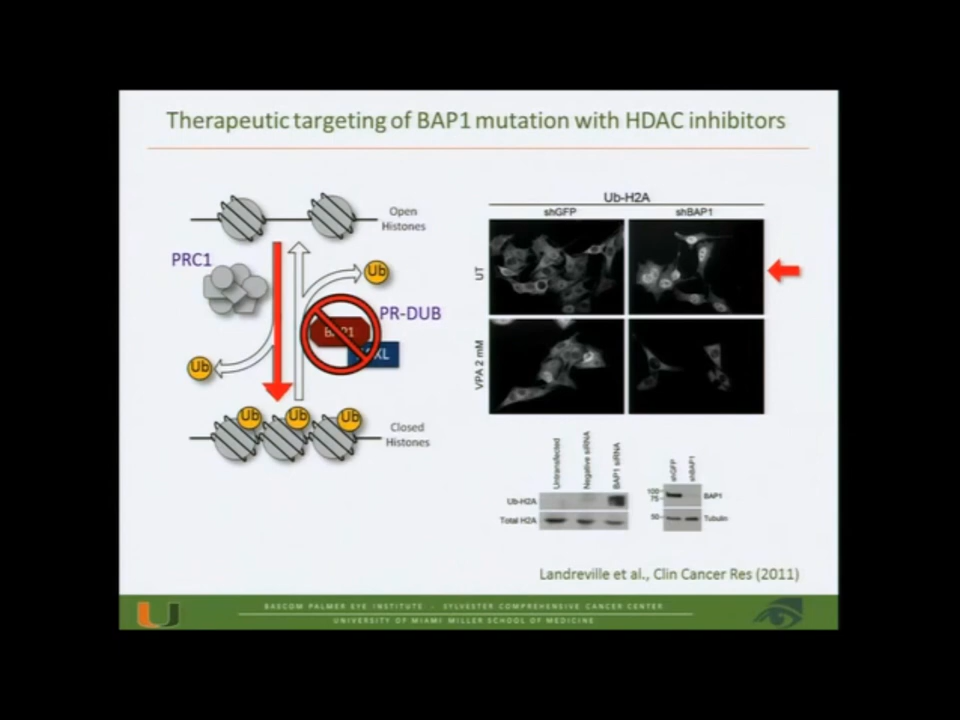 Therapeutic targeting of BAP1 mutation with HDAC inhibitors
Open
Histones
PRC1
Ub
PR-DUB
BAP1
Ub
Ub
Ub
Ub
Closed
Histones
Ub-H2A
shGFP
shBAP1
UT
VPA 2 mM
Untransfected
Negative siRNA
BAP1 siRNA
Ub-H2A
Total H2A
shGFP
shBAP1
100
75
50
BAP1
Tubulin
Landreville et al., Clin Cancer Res (2011)
BASCOM PALMER EYE INSTITUTE - SYLVESTER COMPREHENSIVE CANCER CENTER
UNIVERSITY OF MIAMI MILLER SCHOOL OF MEDICINE